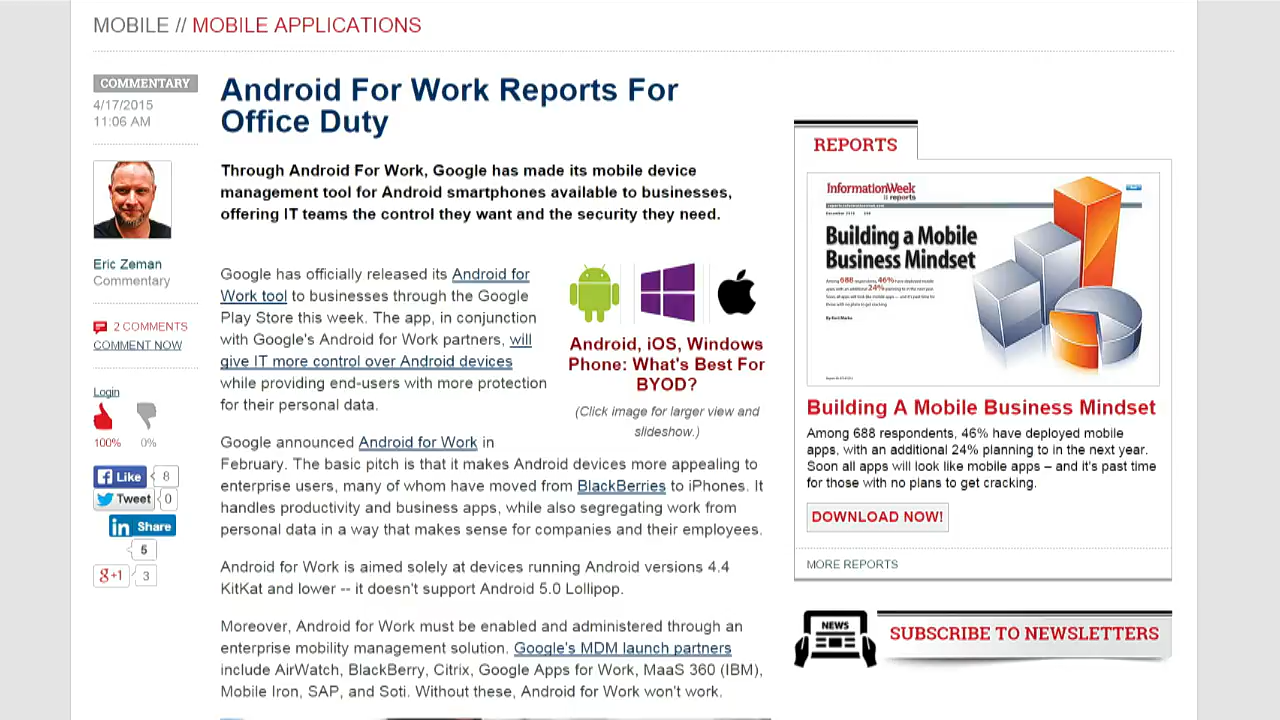 MOBILE // MOBILE APPLICATIONS
COMMENTARY
4/17/2015
11:06 AM
Eric Zeman
Commentary
2 COMMENTS
COMMENT NOW
Login
100% 0%
Like 8
Tweet 0
in Share
5
g+1 3
Android For Work Reports For
Office Duty
Through Android For Work, Google has made its mobile device
management tool for Android smartphones available to businesses,
offering IT teams the control they want and the security they need.
Google has officially released its Android for
Work tool to businesses through the Google
Play Store this week. The app, in conjunction
with Google's Android for Work partners, will
give IT more control over Android devices
while providing end-users with more protection
for their personal data.
Android, iOS, Windows
Phone: What's Best For
BYOD?
(Click image for larger view and
slideshow.)
Google announced Android for Work in
February. The basic pitch is that it makes Android devices more appealing to
enterprise users, many of whom have moved from BlackBerries to iPhones. It
handles productivity and business apps, while also segregating work from
personal data in a way that makes sense for companies and their employees.
Android for Work is aimed solely at devices running Android versions 4.4
KitKat and lower -- it doesn't support Android 5.0 Lollipop.
Moreover, Android for Work must be enabled and administered through an
enterprise mobility management solution. Google's MDM launch partners
include AirWatch, BlackBerry, Citrix, Google Apps for Work, MaaS 360 (IBM),
Mobile Iron, SAP, and Soti. Without these, Android for Work won't work.
REPORTS
InformationWeek
reports
Building a Mobile
Business Mindset
Building A Mobile Business Mindset
Among 688 respondents, 46% have deployed mobile
apps, with an additional 24% planning to in the next year.
Soon all apps will look like mobile apps – and it's past time
for those with no plans to get cracking.
DOWNLOAD NOW!
MORE REPORTS
NEWS
SUBSCRIBE TO NEWSLETTERS